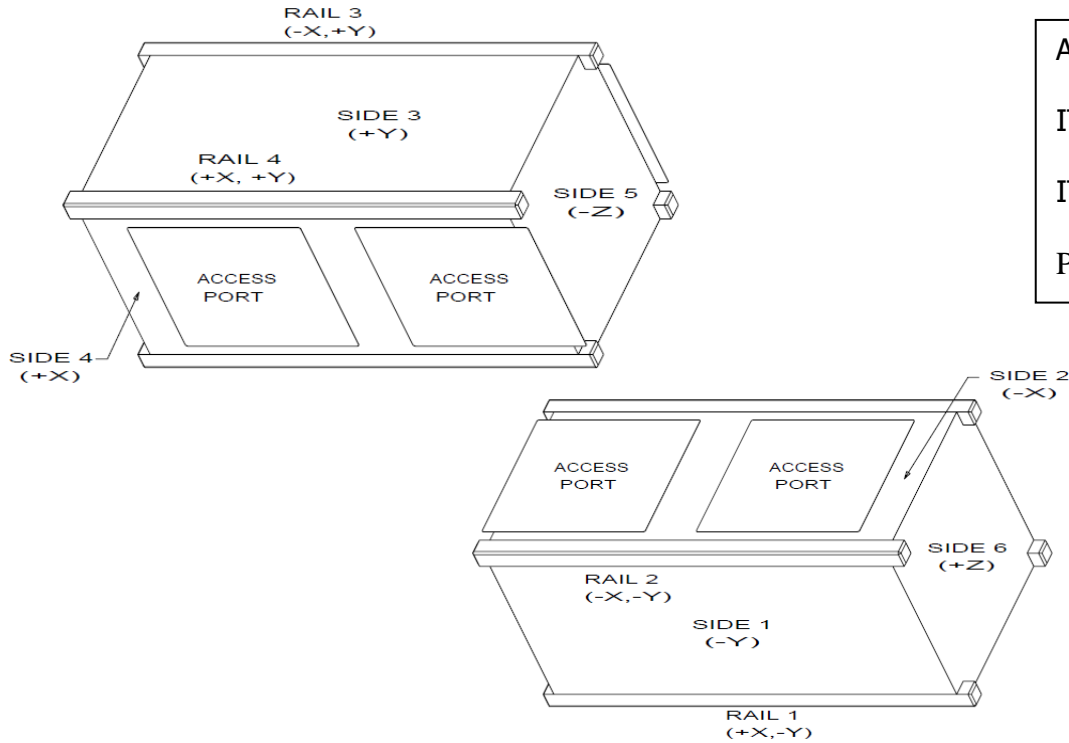 RAIL 3
(-X,+Y)
SIDE 3
(+Y)
RAIL 4
(+X, +Y)
SIDE 5
(-Z)
ACCESS
PORT
ACCESS
PORT
SIDE 4
(+X)
SIDE 2
(-X)
ACCESS
PORT
ACCESS
PORT
SIDE 6
(+Z)
RAIL 2
(-X,-Y)
SIDE 1
(-Y)
RAIL 1
(+X,-Y)